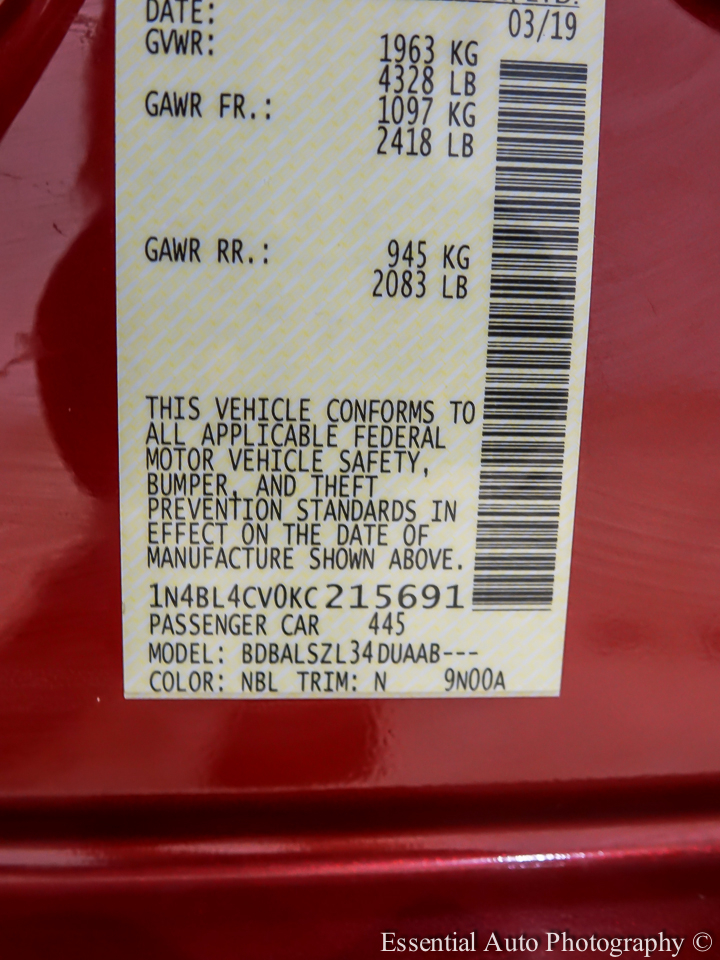 DATE:
03/19
GVWR: 1963 KG
4328 LB
GAWR FR.: 1097 KG
2418 LB
GAWR RR.: 945 KG
2083 LB
THIS VEHICLE CONFORMS TO
ALL APPLICABLE FEDERAL
MOTOR VEHICLE SAFETY,
BUMPER, AND THEFT
PREVENTION STANDARDS IN
EFFECT ON THE DATE OF
MANUFACTURE SHOWN ABOVE.
1N4BL4CV0KC215691
PASSENGER CAR 445
MODEL: BDBALSZL34DUAAB---
COLOR: NBL TRIM: N 9N00A
Essential Auto Photography ©